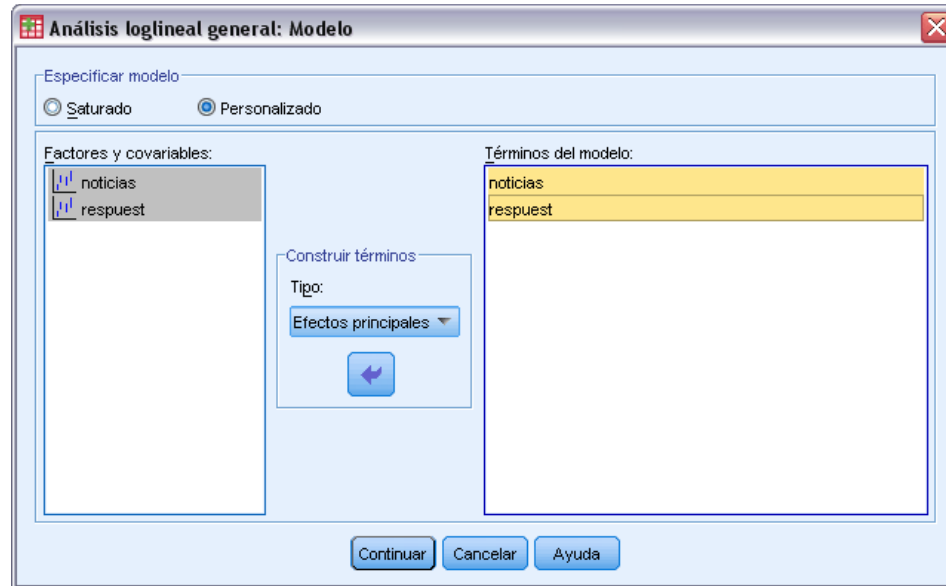 Análisis loglineal general: Modelo
Especificar modelo
Saturado
Personalizado
Factores y covariables:
noticias
respuest
Construir términos
Tipo:
Efectos principales
Términos del modelo:
noticias
respuest
Continuar
Cancelar
Ayuda